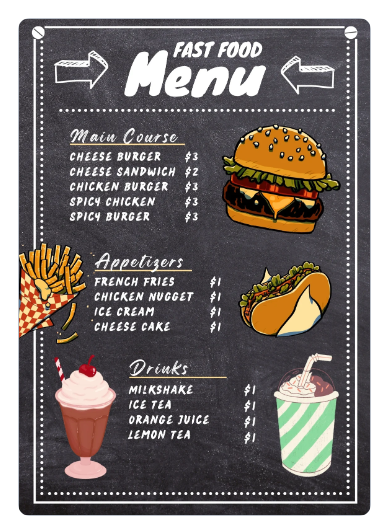 FAST FOOD
Menu
Main Course
CHEESE BURGER $3
CHEESE SANDWICH $2
CHICKEN BURGER $3
SPICY CHICKEN $3
SPICY BURGER $3
Appetizers
FRENCH FRIES $1
CHICKEN NUGGET $1
ICE CREAM $1
CHEESE CAKE $1
Drinks
MILKSHAKE $1
ICE TEA $1
ORANGE JUICE $1
LEMON TEA $1